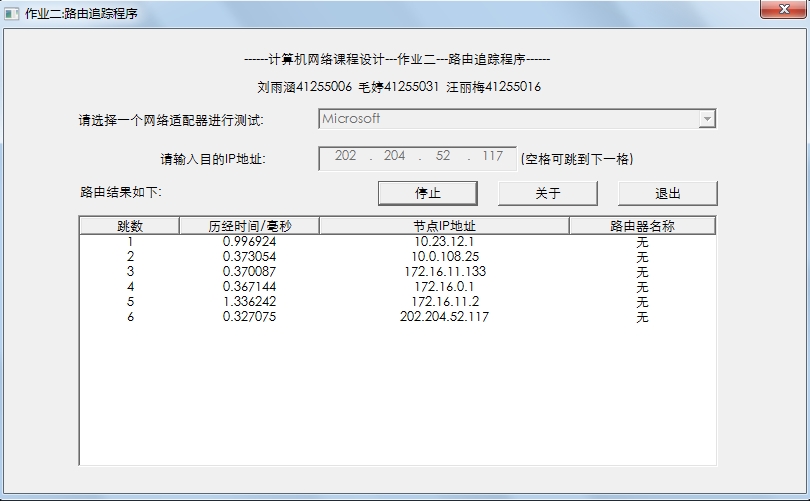 作业二:路由追踪程序
------计算机网络课程设计---作业二---路由追踪程序------
刘雨涵41255006 毛婷41255031 汪丽梅41255016
请选择一个网络适配器进行测试: Microsoft
请输入目的IP地址: 202 . 204 . 52 . 117 (空格可跳到下一格)
路由结果如下: 停止 关于 退出
跳数 历经时间/毫秒 节点IP地址 路由器名称
1 0.996924 10.23.12.1 无
2 0.373054 10.0.108.25 无
3 0.370087 172.16.11.133 无
4 0.367144 172.16.0.1 无
5 1.336242 172.16.11.2 无
6 0.327075 202.204.52.117 无